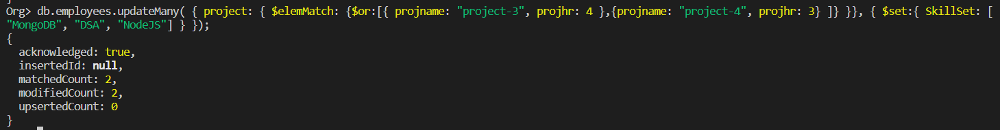 Org> db.employees.updateMany( { project: { $elemMatch: {$or:[{ projname: "project-3", projhr: 4 },{projname: "project-4", projhr: 3} ]} }}, { $set:{ SkillSet: [
"MongoDB", "DSA", "NodeJS"] } });
{
  acknowledged: true,
  insertedId: null,
  matchedCount: 2,
  modifiedCount: 2,
  upsertedCount: 0
}